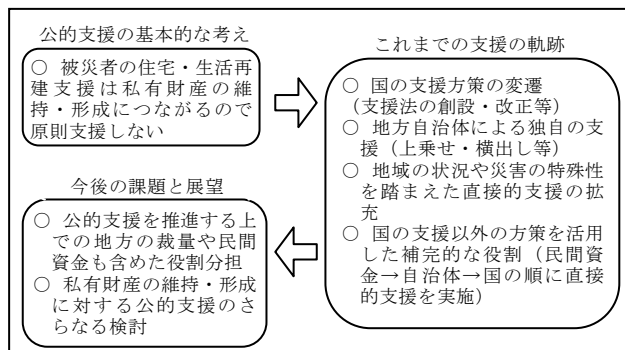 公的支援の基本的な考え
○ 被災者の住宅・生活再
建支援は私有財産の維
持・形成につながるので
原則支援しない
これまでの支援の軌跡
○ 国の支援方策の変遷
(支援法の創設・改正等)
○ 地方自治体による独自の支
援(上乗せ・横出し等)
○ 地域の状況や災害の特殊性
を踏まえた直接的支援の拡
充
○ 国の支援以外の方策を活用
した補完的な役割(民間資
金→自治体→国の順に直接
的支援を実施)
今後の課題と展望
○ 公的支援を推進する上
での地方の裁量や民間
資金も含めた役割分担
○ 私有財産の維持・形成
に対する公的支援のさ
らなる検討